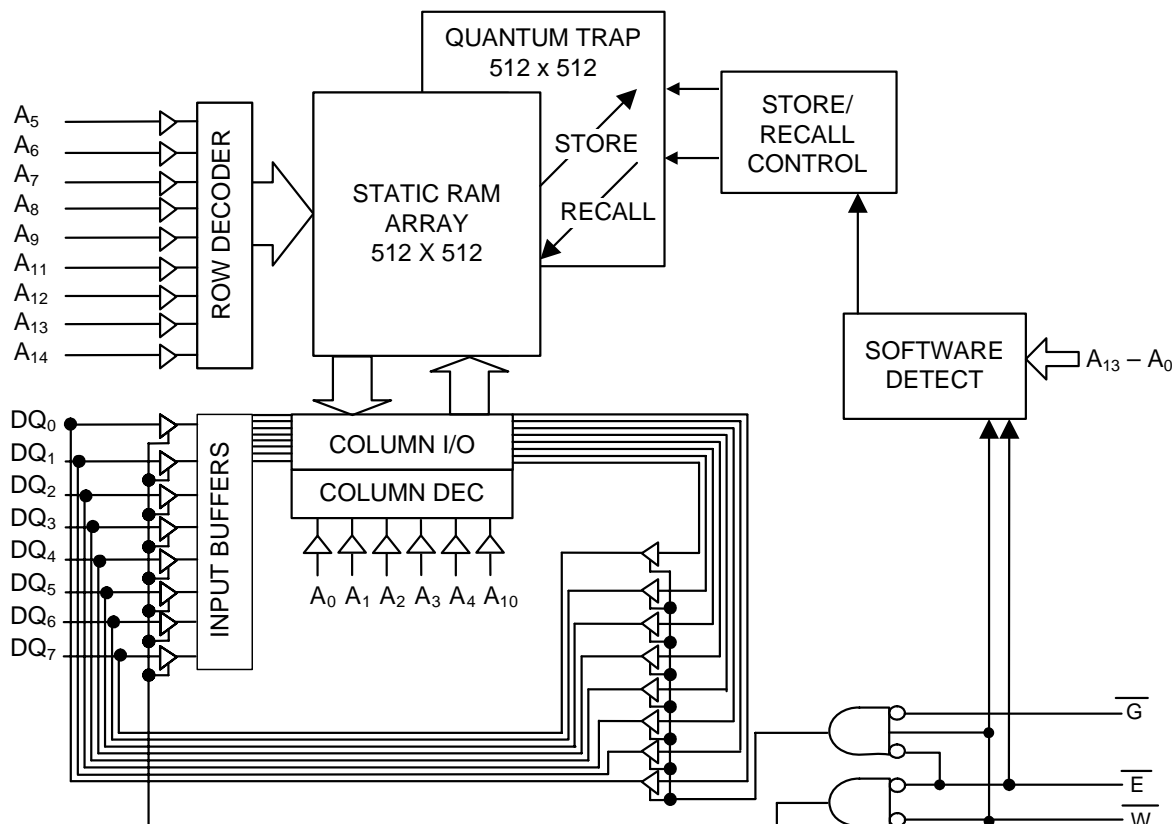 QUANTUM TRAP
512 x 512
STORE/
RECALL
CONTROL
STORE
RECALL
STATIC RAM
ARRAY
512 X 512
A5
A6
A7
A8
A9
A11
A12
A13
A14
ROW DECODER
SOFTWARE
DETECT
A13 – A0
DQ0
DQ1
DQ2
DQ3
DQ4
DQ5
DQ6
DQ7
INPUT BUFFERS
COLUMN I/O
COLUMN DEC
A0 A1 A2 A3 A4 A10
G
E
W